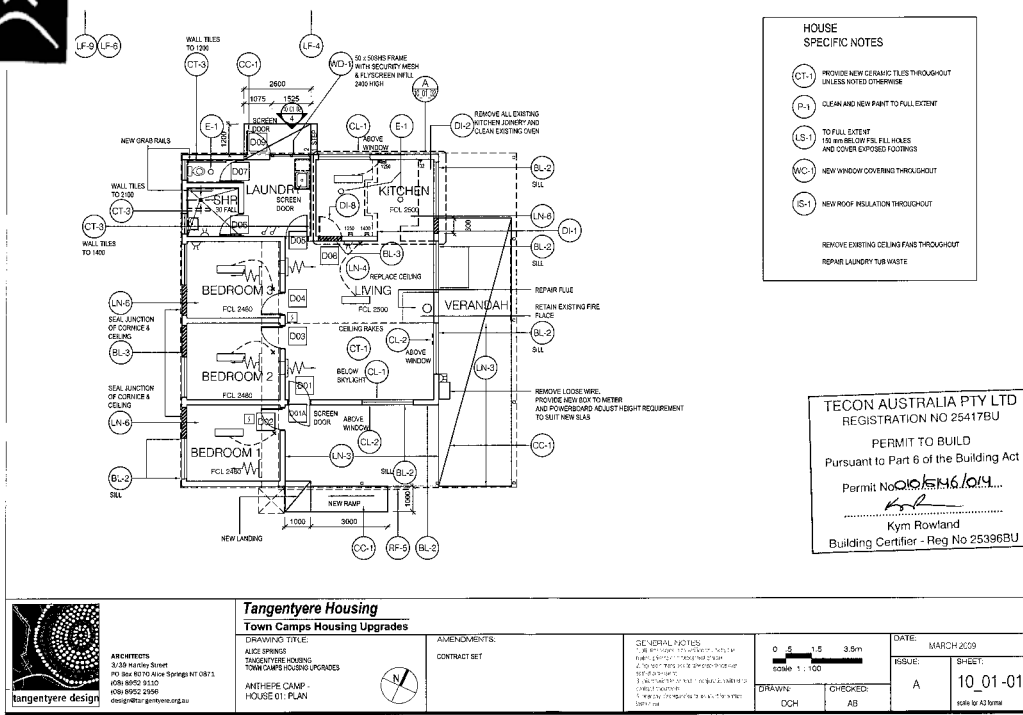 LF-9
LF-6
WALL TILES
TO 1200
CT-3
CC-1
LF-4
WD-1
50 x 50SHS FRAME
WITH SECURITY MESH
& FLYSCREEN INFILL
2400 HIGH
A
2600
1075
1525
SCREEN
DOOR
4
1200
E-1
D09
STEP
CL-1
ABOVE
WINDOW
E-1
DI-2
REMOVE ALL EXISTING
KITCHEN JOINERY AND
CLEAN EXISTING OVEN
NEW GRAB RAILS
D07
LAUNDRY
SCREEN
DOOR
KITCHEN
FCL 2500
DI-8
BL-2
SILL
WALL TILES
TO 2100
CT-3
SHR
CT-3
WALL TILES
TO 1400
D06
D05
D08
LN-6
DI-1
BL-2
SILL
BL-3
LN-4
REPLACE CEILING
BEDROOM 3
FCL 2460
D04
LIVING
FCL 2500
VERANDAH
REPAIR FLUE
RETAIN EXISTING FIRE
PLACE
LN-6
SEAL JUNCTION
OF CORNICE &
CEILING
BL-3
CEILING RAKES
D03
CT-1
CL-2
ABOVE
WINDOW
BL-2
SILL
LN-3
BELOW
SKYLIGHT
CL-1
BEDROOM 2
FCL 2460
D01
SEAL JUNCTION
OF CORNICE &
CEILING
LN-6
REMOVE LOOSE WIRE.
PROVIDE NEW BOX TO METER
AND POWERBOARD ADJUST HEIGHT REQUIREMENT
TO SUIT NEW SLAB
D02
D01A
SCREEN
DOOR
ABOVE
WINDOW
CL-2
CC-1
BEDROOM 1
FCL 2460
LN-3
BL-2
SILL
SILL
BL-2
NEW RAMP
1000
1000
3000
NEW LANDING
CC-1
RF-5
BL-2
HOUSE
SPECIFIC NOTES
CT-1
PROVIDE NEW CERAMIC TILES THROUGHOUT
UNLESS NOTED OTHERWISE
P-1
CLEAN AND NEW PAINT TO FULL EXTENT
LS-1
TO FULL EXTENT
150 mm BELOW FSL FILL HOLES
AND COVER EXPOSED FOOTINGS
WC-1
NEW WINDOW COVERING THROUGHOUT
IS-1
NEW ROOF INSULATION THROUGHOUT
REMOVE EXISTING CEILING FANS THROUGHOUT
REPAIR LAUNDRY TUB WASTE
TECON AUSTRALIA PTY LTD
REGISTRATION NO 25417BU
PERMIT TO BUILD
Pursuant to Part 6 of the Building Act
Permit No 010/546/014
Kym Rowland
Building Certifier - Reg No 25396BU
tangentyere design
ARCHITECTS
3/39 Hartley Street
PO Box 8070 Alice Springs NT 0871
(08) 8952 9110
(08) 8952 2956
design@tangentyere.org.au
Tangentyere Housing
Town Camps Housing Upgrades
DRAWING TITLE:
ALICE SPRINGS
TANGENTYERE HOUSING
TOWN CAMPS HOUSING UPGRADES
ANTHEPE CAMP -
HOUSE 01: PLAN
N
AMENDMENTS:
CONTRACT SET
GENERAL NOTES
0 .5 1.5 3.5m
scale 1 : 100
DRAWN:
DCH
CHECKED:
AB
DATE:
MARCH 2009
ISSUE:
A
SHEET:
10_01 -01
scale for A3 format